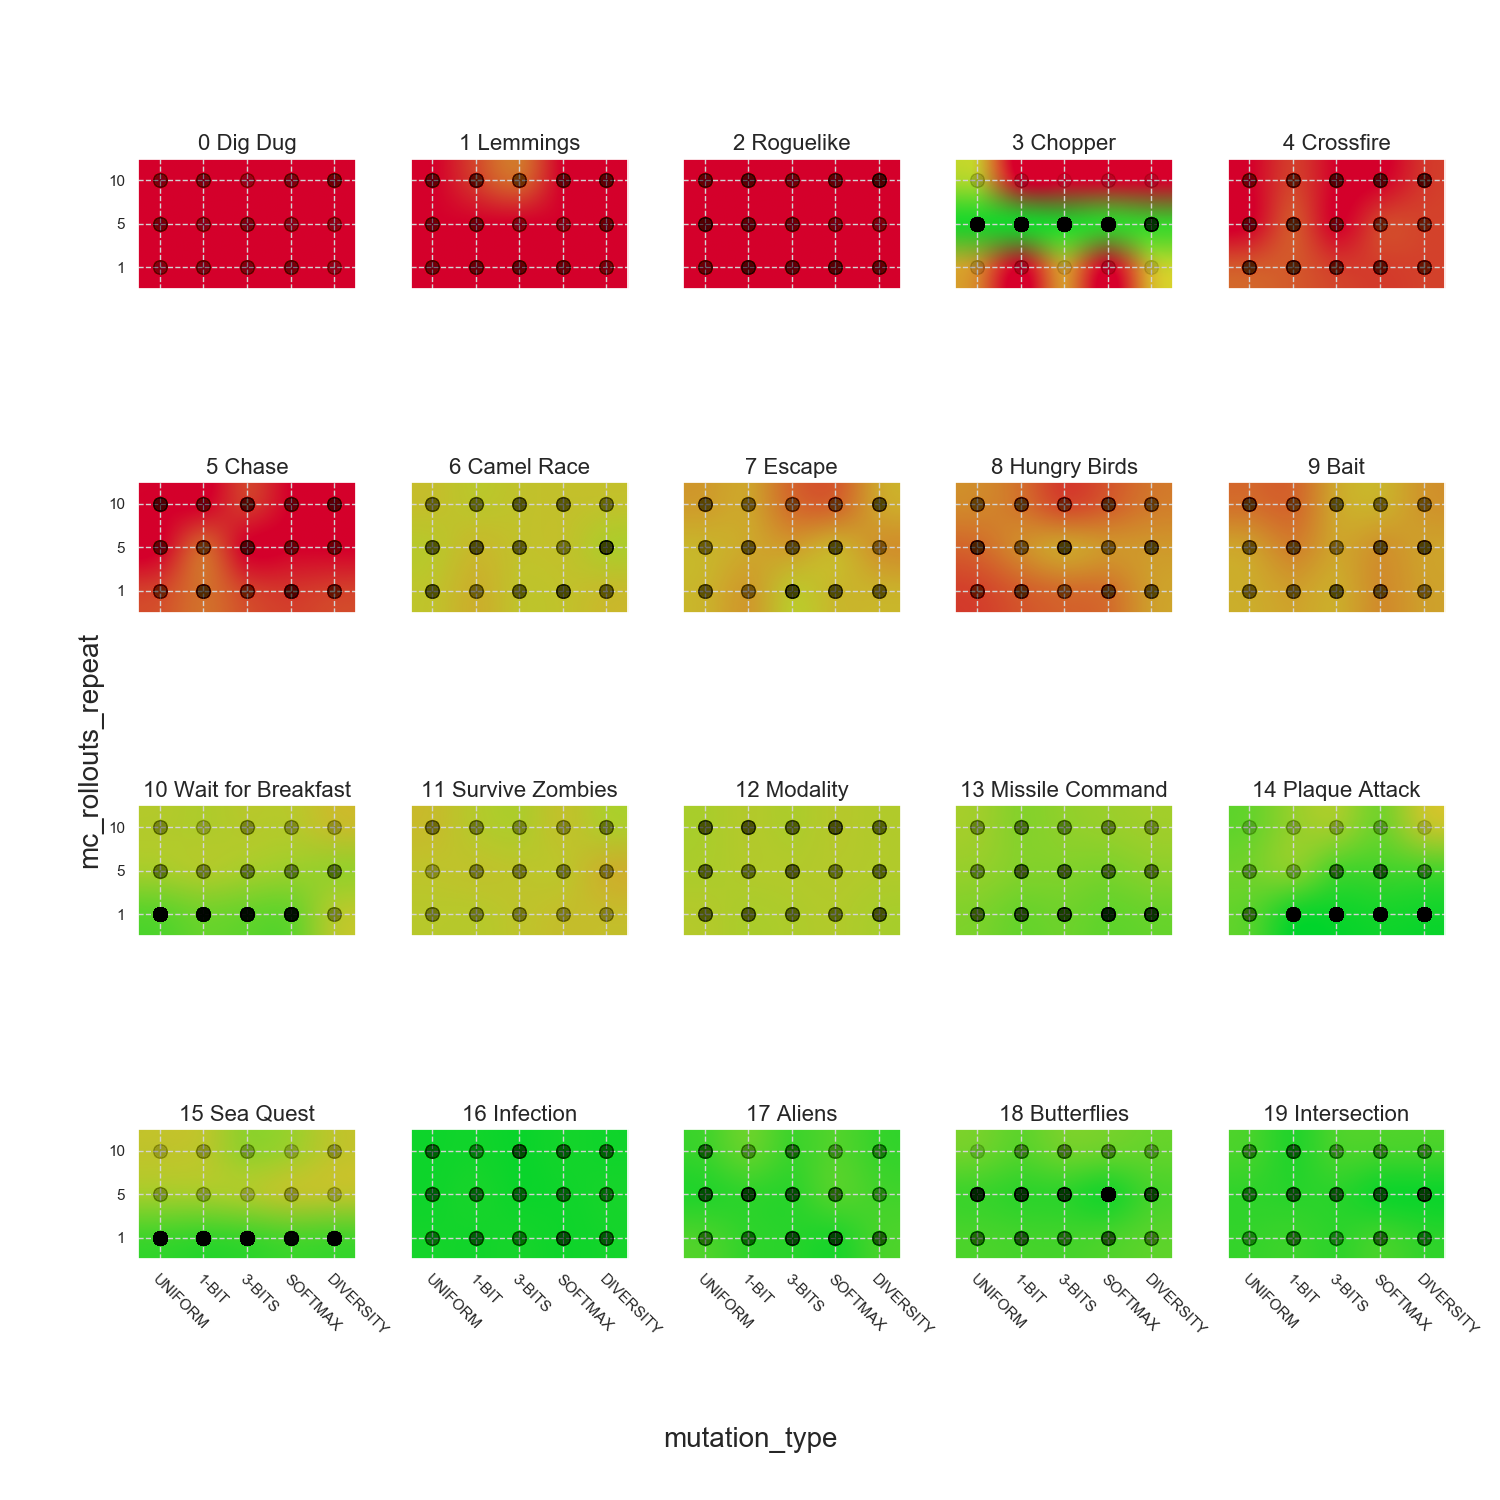 0 Dig Dug
1 Lemmings
2 Roguelike
3 Chopper
4 Crossfire
10
5
1
5 Chase
6 Camel Race
7 Escape
8 Hungry Birds
9 Bait
10
5
1
mc_rollouts_repeat
10 Wait for Breakfast
11 Survive Zombies
12 Modality
13 Missile Command
14 Plaque Attack
10
5
1
15 Sea Quest
16 Infection
17 Aliens
18 Butterflies
19 Intersection
10
5
1
UNIFORM
1-BIT
3-BITS
SOFTMAX
DIVERSITY
UNIFORM
1-BIT
3-BITS
SOFTMAX
DIVERSITY
UNIFORM
1-BIT
3-BITS
SOFTMAX
DIVERSITY
UNIFORM
1-BIT
3-BITS
SOFTMAX
DIVERSITY
UNIFORM
1-BIT
3-BITS
SOFTMAX
DIVERSITY
mutation_type